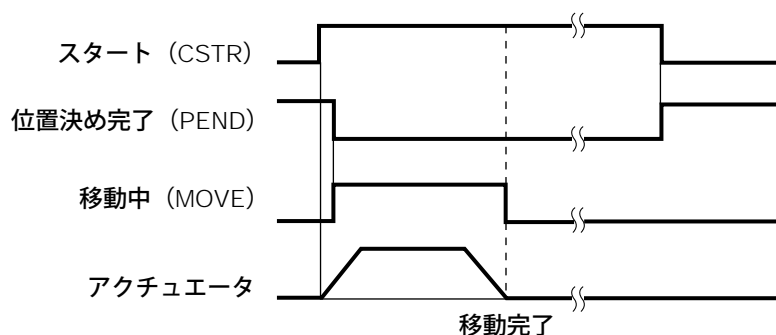 スタート（CSTR）
位置決め完了（PEND）
移動中（MOVE）
アクチュエータ
移動完了